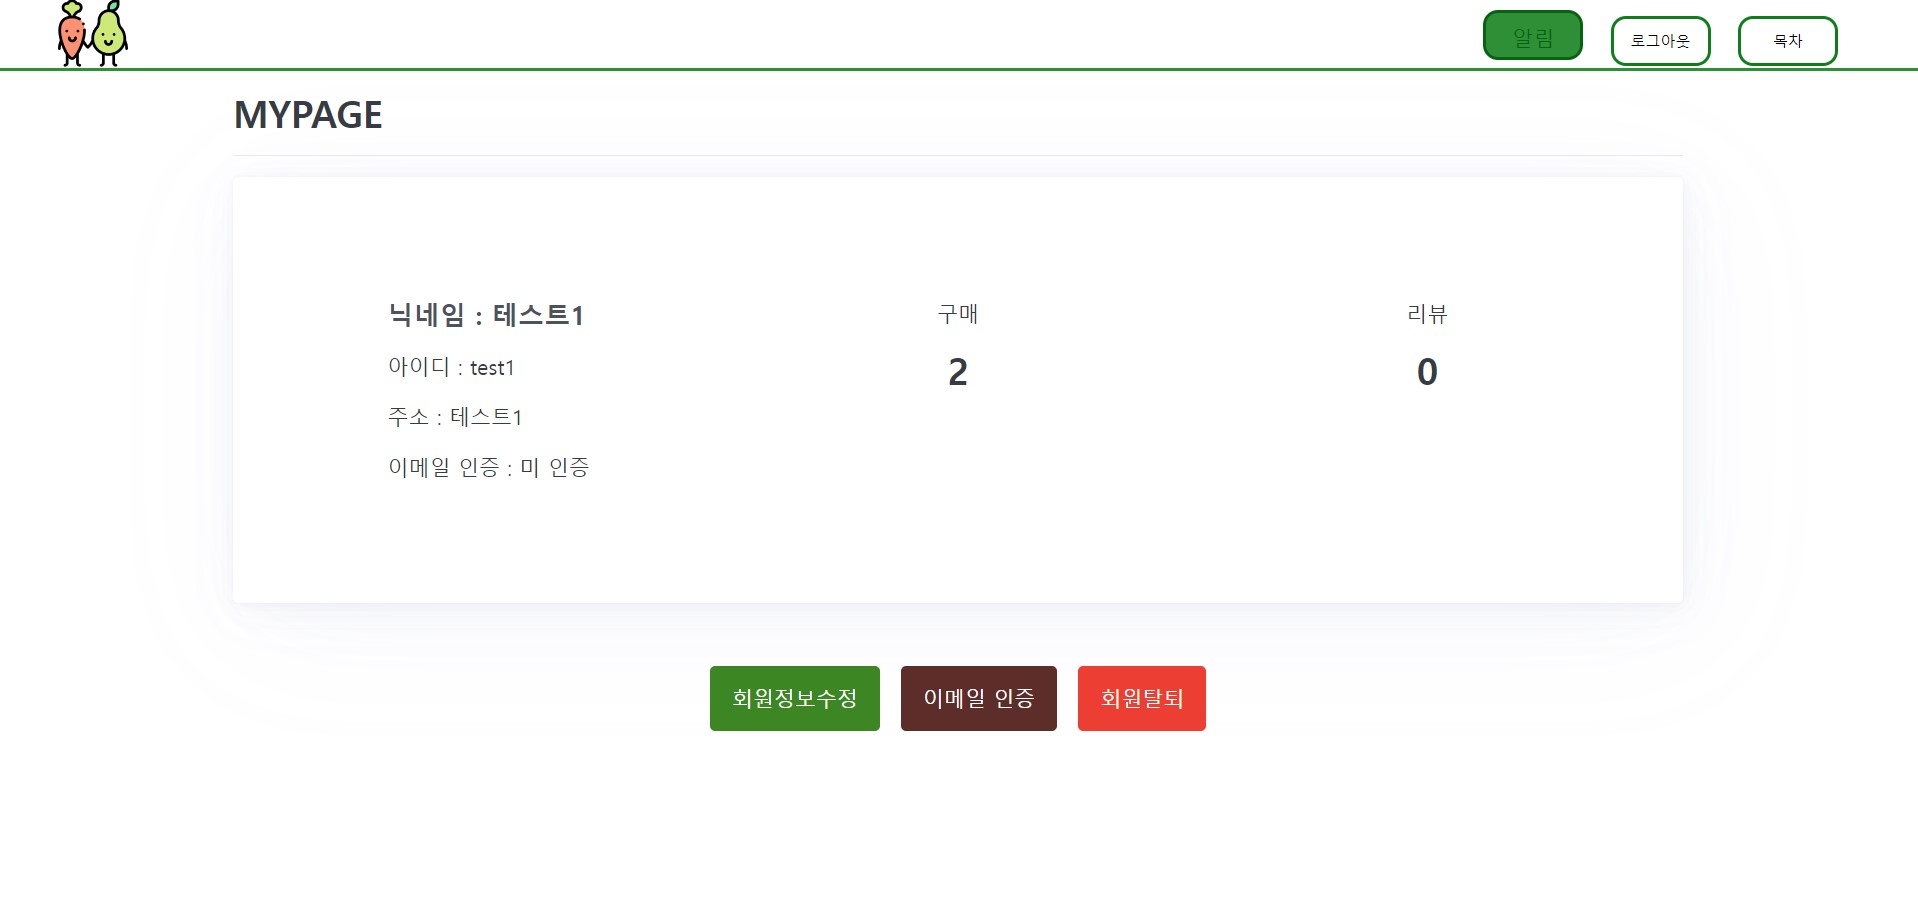 알림
로그아웃
목차
MYPAGE
닉네임 : 테스트1
구매
리뷰
아이디 : test1
2
0
주소 : 테스트1
이메일 인증 : 미 인증
회원정보수정
이메일 인증
회원탈퇴